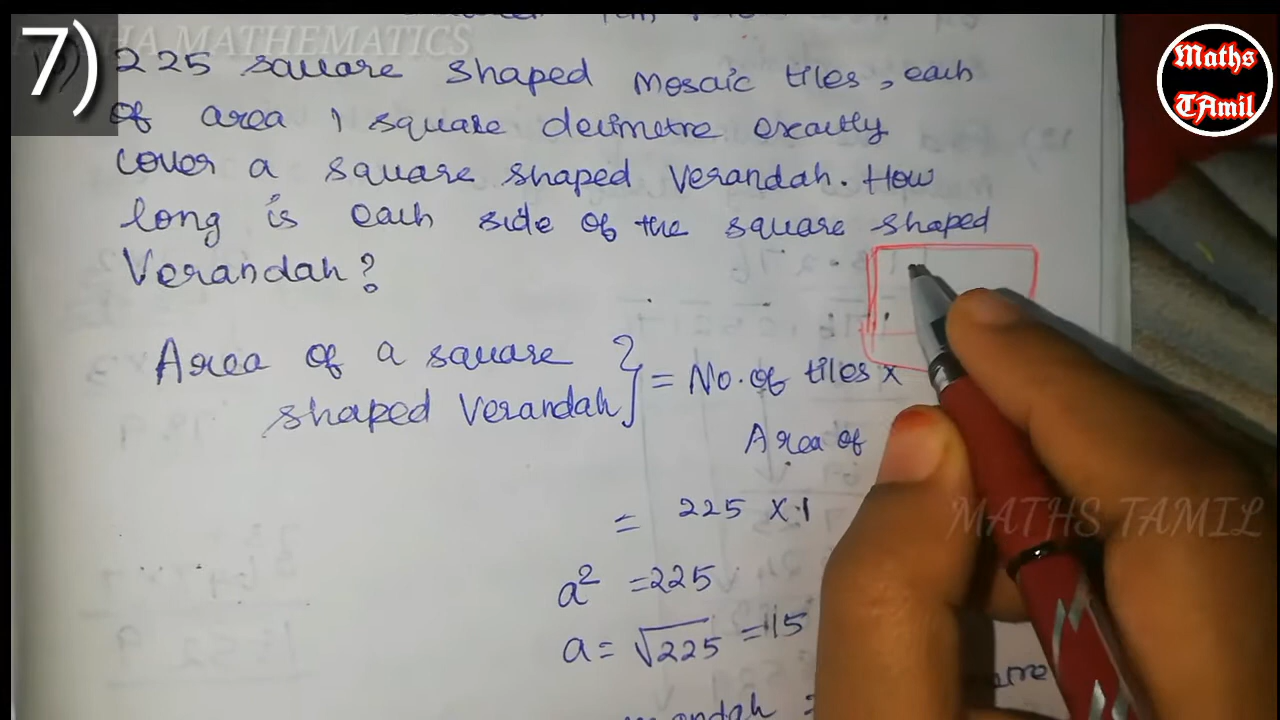 7)
HA MATHEMATICS
Maths
TAmil
225 square shaped Mosaic tiles, each
of area 1 square decimetre exactly
cover a square shaped Verandah. How
long is each side of the square shaped
Verandah?
Area of a square
shaped Verandah } = No. of tiles ×
Area of
= 225 × 1
a² = 225
a = √225 = 15
MATHS TAMIL